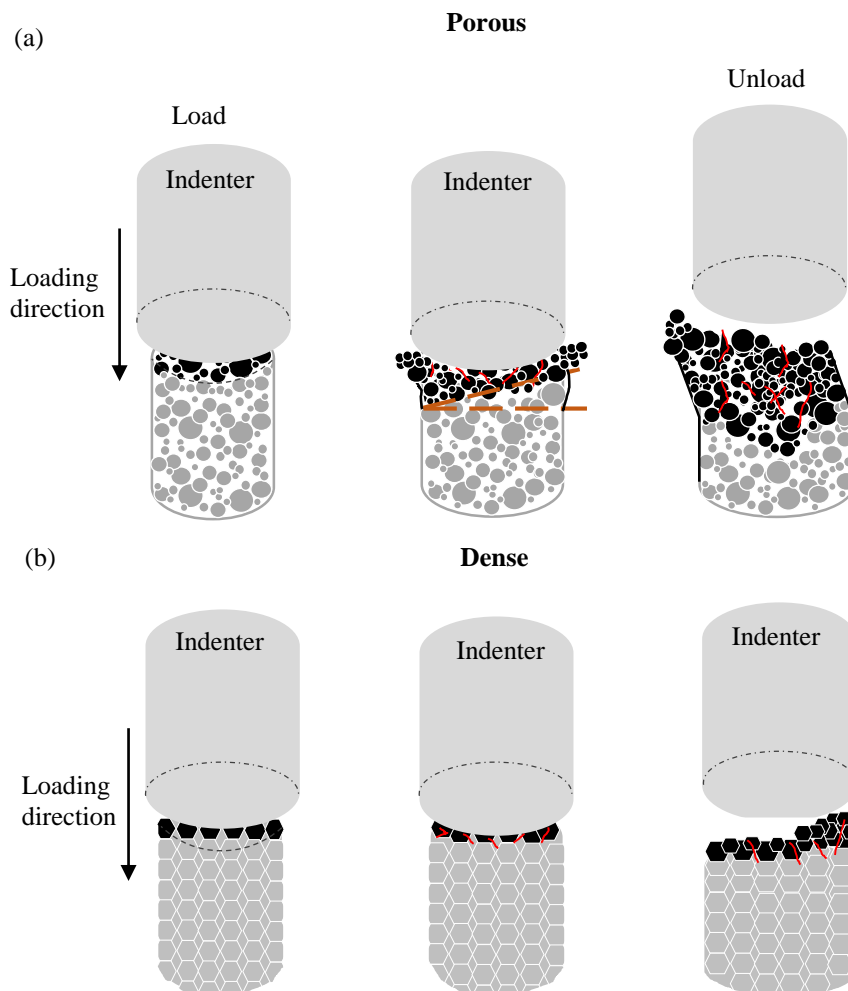 (a)
Porous
Load
Unload
Indenter
Indenter
Loading
direction
(b)
Dense
Indenter
Indenter
Indenter
Loading
direction